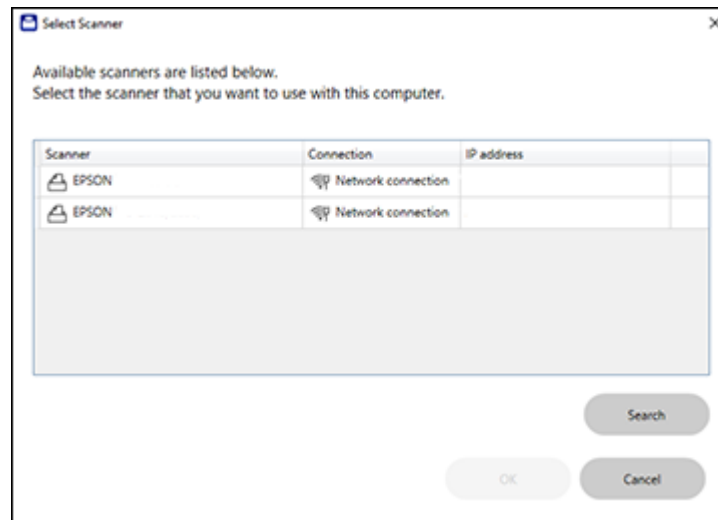 Select Scanner
Available scanners are listed below.
Select the scanner that you want to use with this computer.
Scanner Connection IP address
EPSON Network connection
EPSON Network connection
Search
OK Cancel